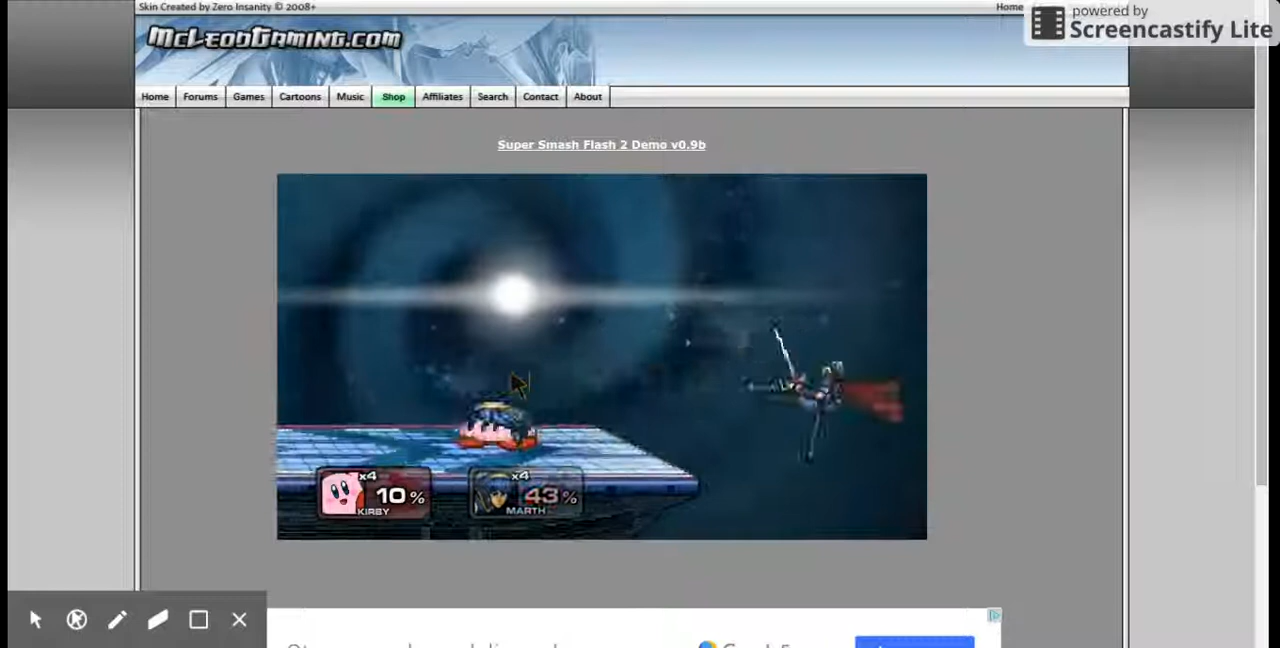 Skin Created by Zero Insanity © 2008+
Home
powered by
Screencastify Lite
McLeodGaming.com
Home Forums Games Cartoons Music Shop Affiliates Search Contact About
Super Smash Flash 2 Demo v0.9b
x4 10 %
KIRBY
x4 43 %
MARTH